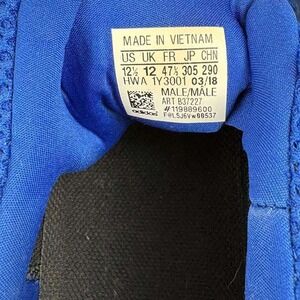 MADE IN VIETNAM
US UK FR JP CHN
12½ 12 47⅓ 305 290
HWA 1Y3001 03/18
MALE/MÂLE
ART B37227
#119889600
adidas